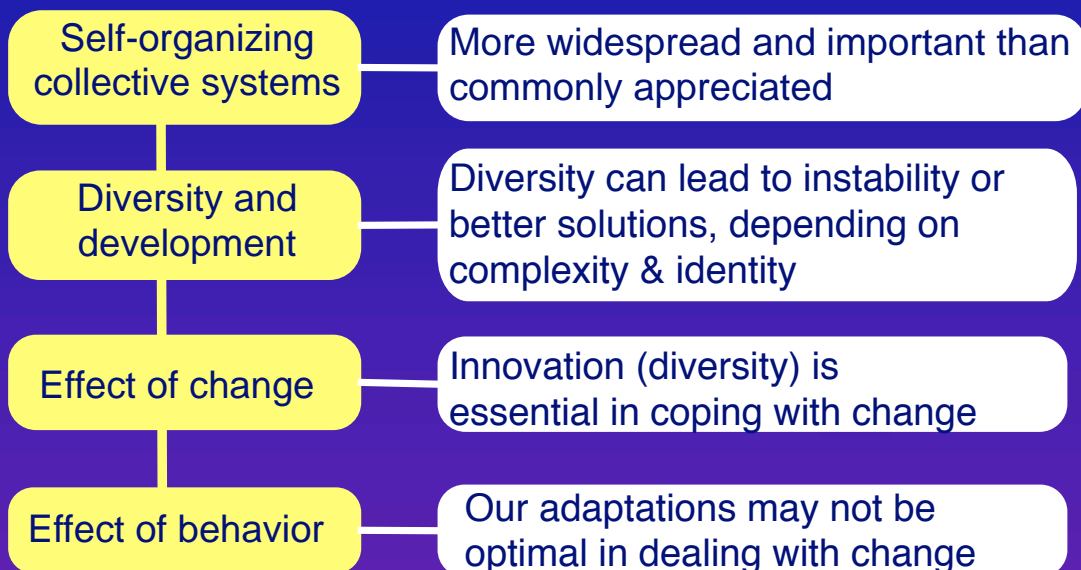 Self-organizing
collective systems
More widespread and important than
commonly appreciated
Diversity and
development
Diversity can lead to instability or
better solutions, depending on
complexity & identity
Effect of change
Innovation (diversity) is
essential in coping with change
Effect of behavior
Our adaptations may not be
optimal in dealing with change